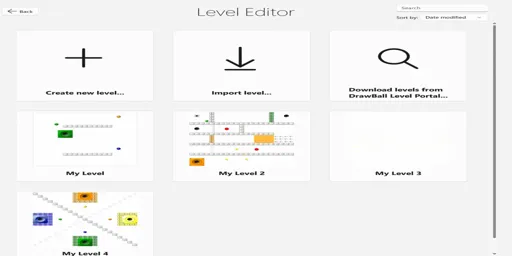 Back
Level Editor
Search
Sort by:
Date modified
Create new level...
Import level...
Download levels from
DrawBall Level Portal...
My Level
My Level 2
My Level 3
My Level 4